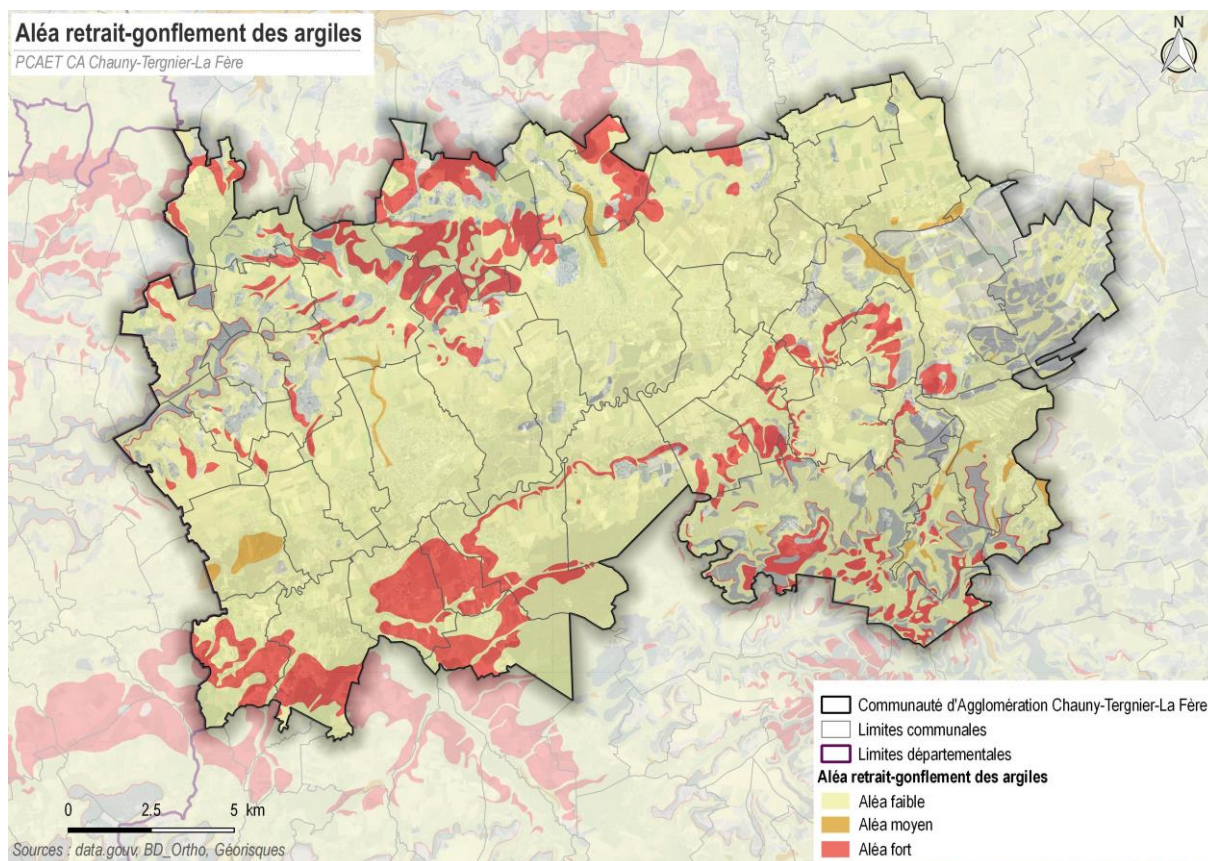 Aléa retrait-gonflement des argiles
PCAET CA Chauny-Tergnier-La Fère
N
Communauté d'Agglomération Chauny-Tergnier-La Fère
Limites communales
Limites départementales
Aléa retrait-gonflement des argiles
Aléa faible
Aléa moyen
Aléa fort
0 2.5 5 km
Sources : data.gouv, BD_Ortho, Géorisques